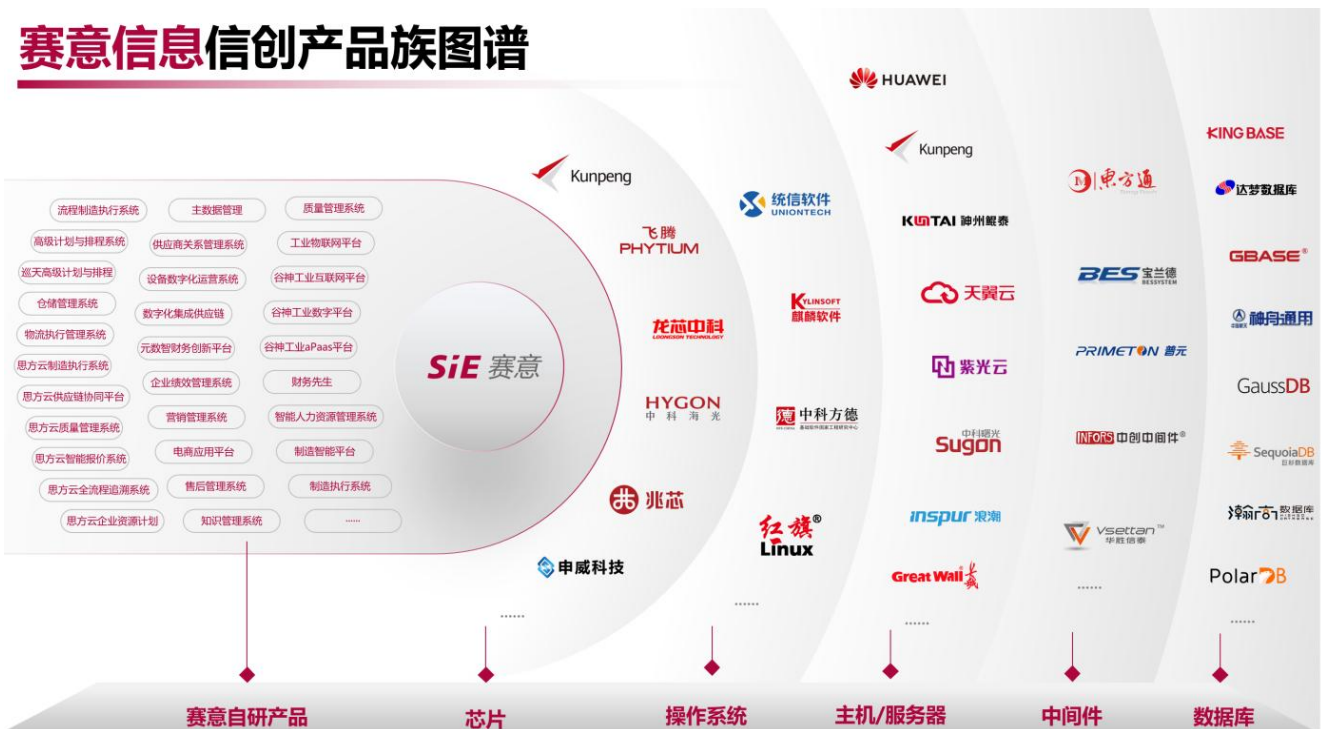 赛意信息信创产品族图谱
流程制造执行系统
高级计划与排程系统
巡天高级计划与排程
仓储管理系统
物流执行管理系统
思方云制造执行系统
思方云供应链协同平台
思方云质量管理系统
思方云智能报价系统
思方云全流程追溯系统
思方云企业资源计划
主数据管理
供应商关系管理系统
设备数字化运营系统
数字化集成供应链
元数智财务创新平台
企业绩效管理系统
营销管理系统
电商应用平台
售后管理系统
知识管理系统
质量管理系统
工业物联网平台
谷神工业互联网平台
谷神工业数字平台
谷神工业aPaas平台
财务先生
智能人力资源管理系统
制造智能平台
制造执行系统
......
SiE 赛意
Kunpeng
飞腾
PHYTIUM
龙芯中科
LOONGSON TECHNOLOGY
HYGON
中科海光
兆芯
申威科技
......
统信软件
UNIONTECH
KYLINSOFT
麒麟软件
中科方德
红旗®
Linux
......
HUAWEI
Kunpeng
KUNTAI 神州鲲泰
天翼云
紫光云
中科曙光
Sugon
inspur 浪潮
Great Wall 长城
......
东方通
BES 宝兰德
BESSYSTEM
PRIMETON 普元
INFORS 中创中间件®
Vsettan™
华胜信泰
......
KINGBASE
达梦数据库
GBASE®
神舟通用
GaussDB
SequoiaDB
巨杉数据库
瀚高数据库
PolarDB
......
赛意自研产品
芯片
操作系统
主机/服务器
中间件
数据库